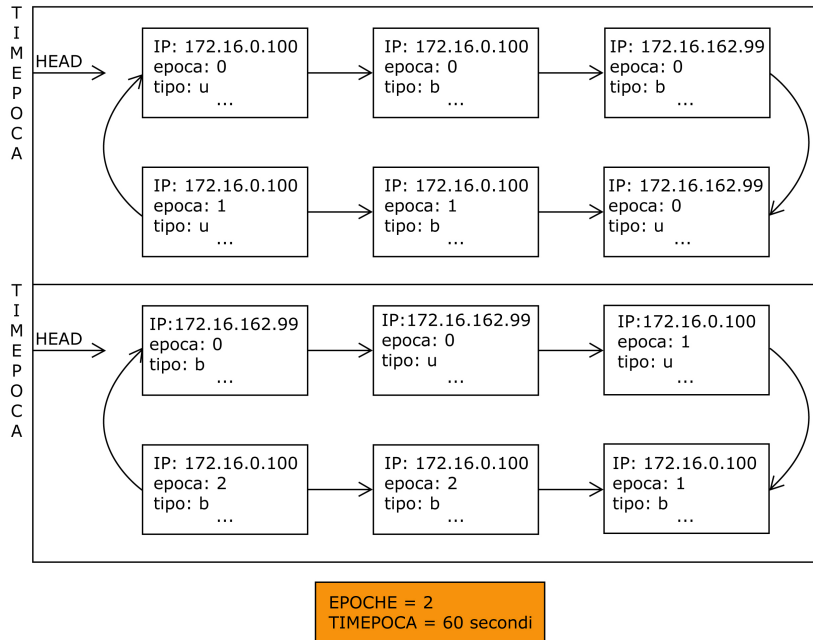 TIMEPOCA
HEAD
IP: 172.16.0.100
epoca: 0
tipo: u
...
IP: 172.16.0.100
epoca: 0
tipo: b
...
IP: 172.16.162.99
epoca: 0
tipo: b
...
IP: 172.16.0.100
epoca: 1
tipo: u
...
IP: 172.16.0.100
epoca: 1
tipo: b
...
IP: 172.16.162.99
epoca: 0
tipo: u
...
TIMEPOCA
HEAD
IP:172.16.162.99
epoca: 0
tipo: b
...
IP:172.16.162.99
epoca: 0
tipo: u
...
IP:172.16.0.100
epoca: 1
tipo: u
...
IP: 172.16.0.100
epoca: 2
tipo: b
...
IP: 172.16.0.100
epoca: 2
tipo: b
...
IP: 172.16.0.100
epoca: 1
tipo: b
...
EPOCHE = 2
TIMEPOCA = 60 secondi